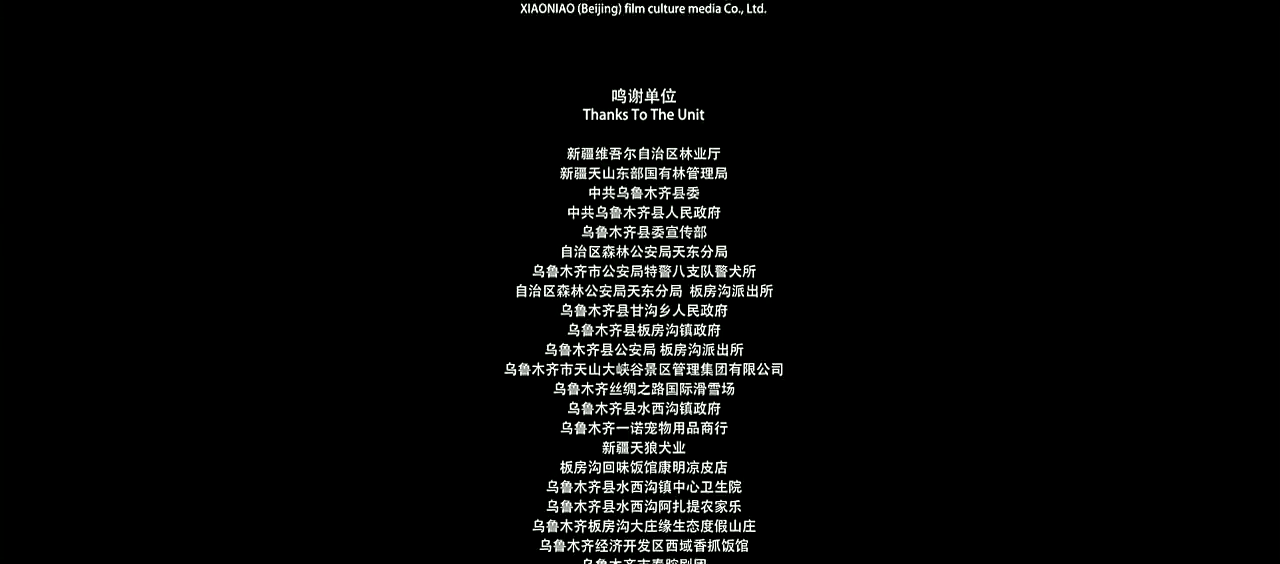 XIAONIAO (Beijing) film culture media Co., Ltd.
鸣谢单位
Thanks To The Unit
新疆维吾尔自治区林业厅
新疆天山东部国有林管理局
中共乌鲁木齐县委
中共乌鲁木齐县人民政府
乌鲁木齐县委宣传部
自治区森林公安局天东分局
乌鲁木齐市公安局特警八支队警犬所
自治区森林公安局天东分局 板房沟派出所
乌鲁木齐县甘沟乡人民政府
乌鲁木齐县板房沟镇政府
乌鲁木齐县公安局 板房沟派出所
乌鲁木齐市天山大峡谷景区管理集团有限公司
乌鲁木齐丝绸之路国际滑雪场
乌鲁木齐县水西沟镇政府
乌鲁木齐一诺宠物用品商行
新疆天狼犬业
板房沟回味饭馆康明凉皮店
乌鲁木齐县水西沟镇中心卫生院
乌鲁木齐县水西沟阿扎提农家乐
乌鲁木齐板房沟大庄缘生态度假山庄
乌鲁木齐经济开发区西域香抓饭馆
乌鲁木齐市秦腔剧团